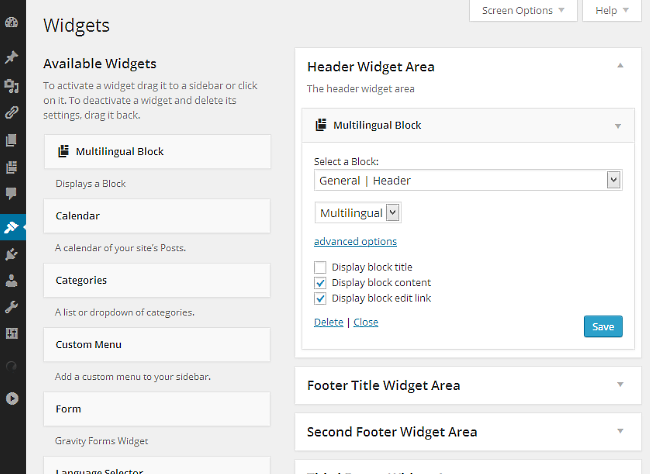 Screen Options
Help
Widgets
Available Widgets
To activate a widget drag it to a sidebar or click
on it. To deactivate a widget and delete its
settings, drag it back.
Multilingual Block
Displays a Block
Calendar
A calendar of your site's Posts.
Categories
A list or dropdown of categories.
Custom Menu
Add a custom menu to your sidebar.
Form
Gravity Forms Widget
Language Selector
Header Widget Area
The header widget area
Multilingual Block
Select a Block:
General | Header
Multilingual
advanced options
Display block title
Display block content
Display block edit link
Delete | Close
Save
Footer Title Widget Area
Second Footer Widget Area